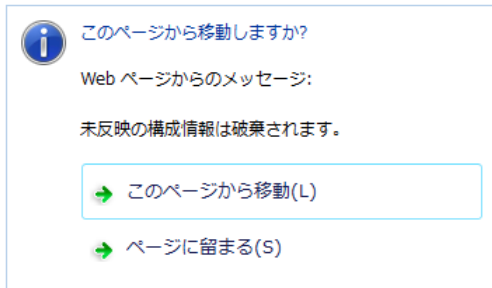 このページから移動しますか?
Web ページからのメッセージ:
未反映の構成情報は破棄されます。
このページから移動(L)
ページに留まる(S)